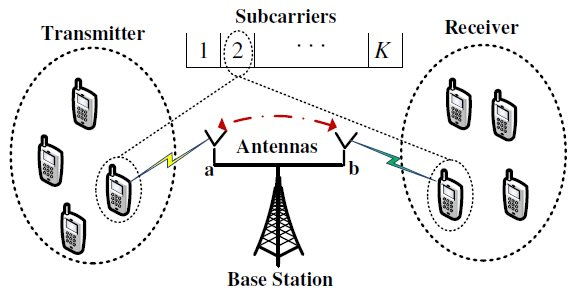 Subcarriers
Transmitter
Receiver
1 2 ... K
Antennas
a b
Base Station